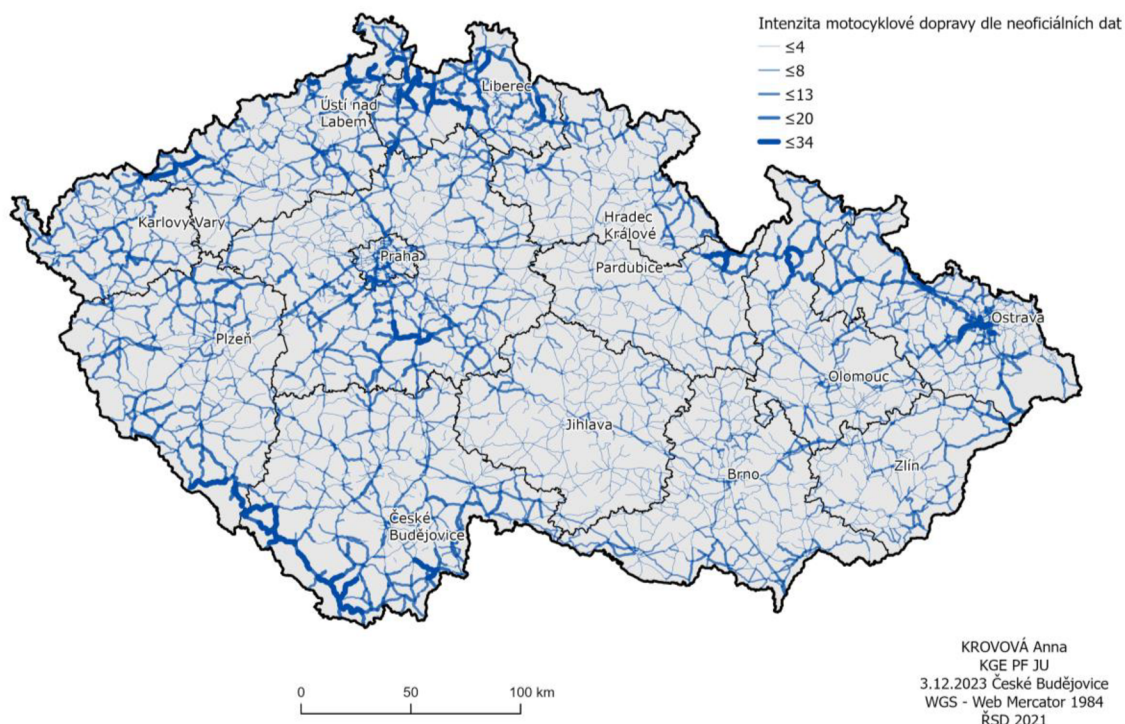 Intenzita motocyklové dopravy dle neoficiálních dat
≤4
≤8
≤13
≤20
≤34
Liberec
Ústí nad
Labem
Karlovy Vary
Hradec
Králové
Praha
Pardubice
Ostrava
Plzeň
Olomouc
Jihlava
Zlín
Brno
České
Budějovice
KROVOVÁ Anna
KGE PF JU
3.12.2023 České Budějovice
WGS - Web Mercator 1984
ŘSD 2021
0 50 100 km